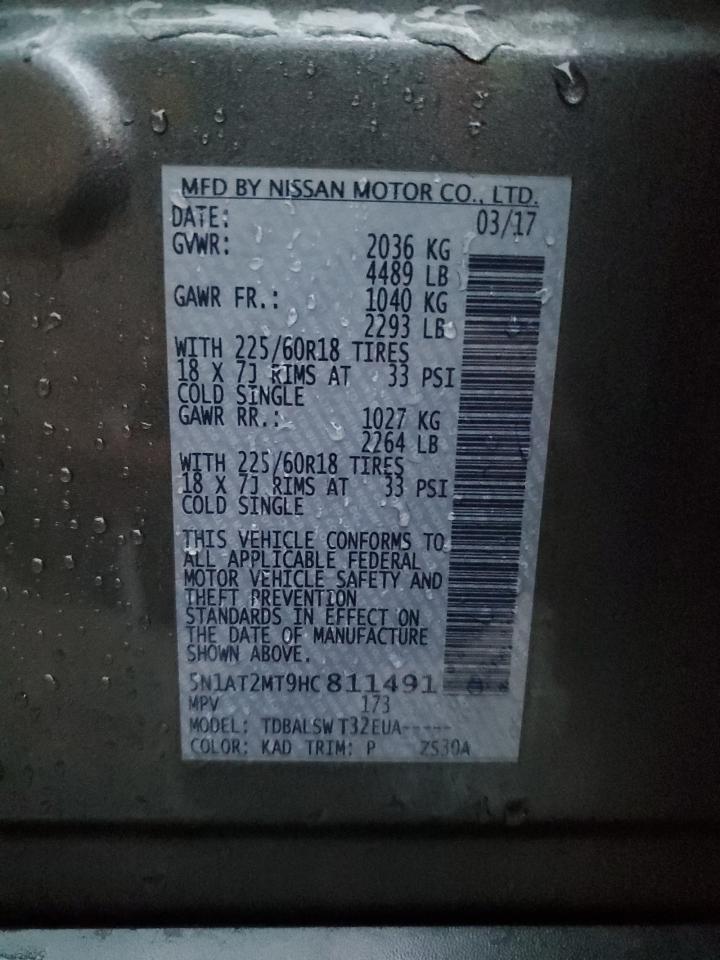 MFD BY NISSAN MOTOR CO., LTD.
DATE: 03/17
GVWR: 2036 KG
4489 LB
GAWR FR.: 1040 KG
2293 LB
WITH 225/60R18 TIRES
18 X 7J RIMS AT 33 PSI
COLD SINGLE
GAWR RR.: 1027 KG
2264 LB
WITH 225/60R18 TIRES
18 X 7J RIMS AT 33 PSI
COLD SINGLE
THIS VEHICLE CONFORMS TO
ALL APPLICABLE FEDERAL
MOTOR VEHICLE SAFETY AND
THEFT PREVENTION
STANDARDS IN EFFECT ON
THE DATE OF MANUFACTURE
SHOWN ABOVE.
5N1AT2MT9HC811491
MPV 173
MODEL: TDBALSW T32EUA-----
COLOR: KAD TRIM: P ZS30A